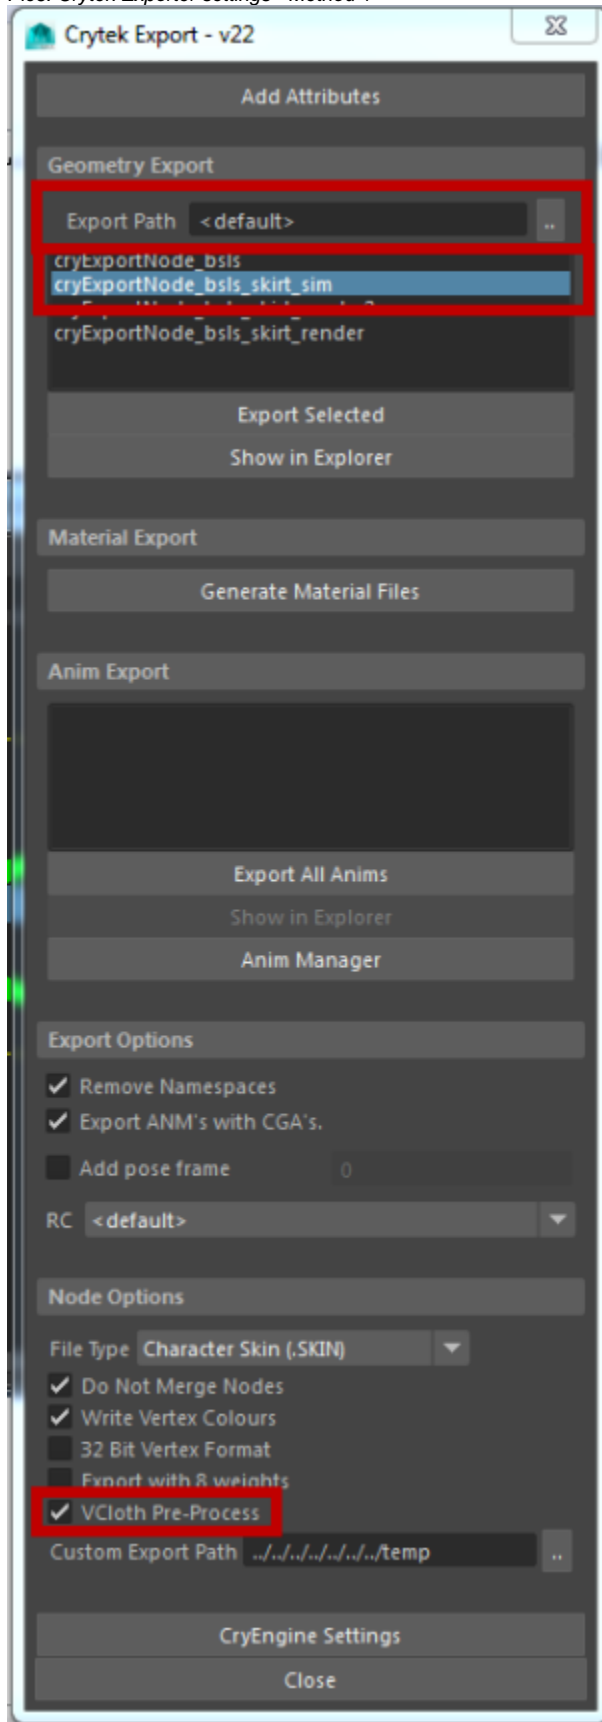 Crytek Export - v22
Add Attributes
Geometry Export
Export Path <default> ..
cryExportNode_bsls
cryExportNode_bsls_skirt_sim
cryExportNode_bsls_skirt_render
Export Selected
Show in Explorer
Material Export
Generate Material Files
Anim Export
Export All Anims
Show in Explorer
Anim Manager
Export Options
Remove Namespaces
Export ANM's with CGA's.
Add pose frame 0
RC <default>
Node Options
File Type Character Skin (.SKIN)
Do Not Merge Nodes
Write Vertex Colours
32 Bit Vertex Format
Export with 8 weights
VCloth Pre-Process
Custom Export Path ../../../../../../../temp ..
CryEngine Settings
Close